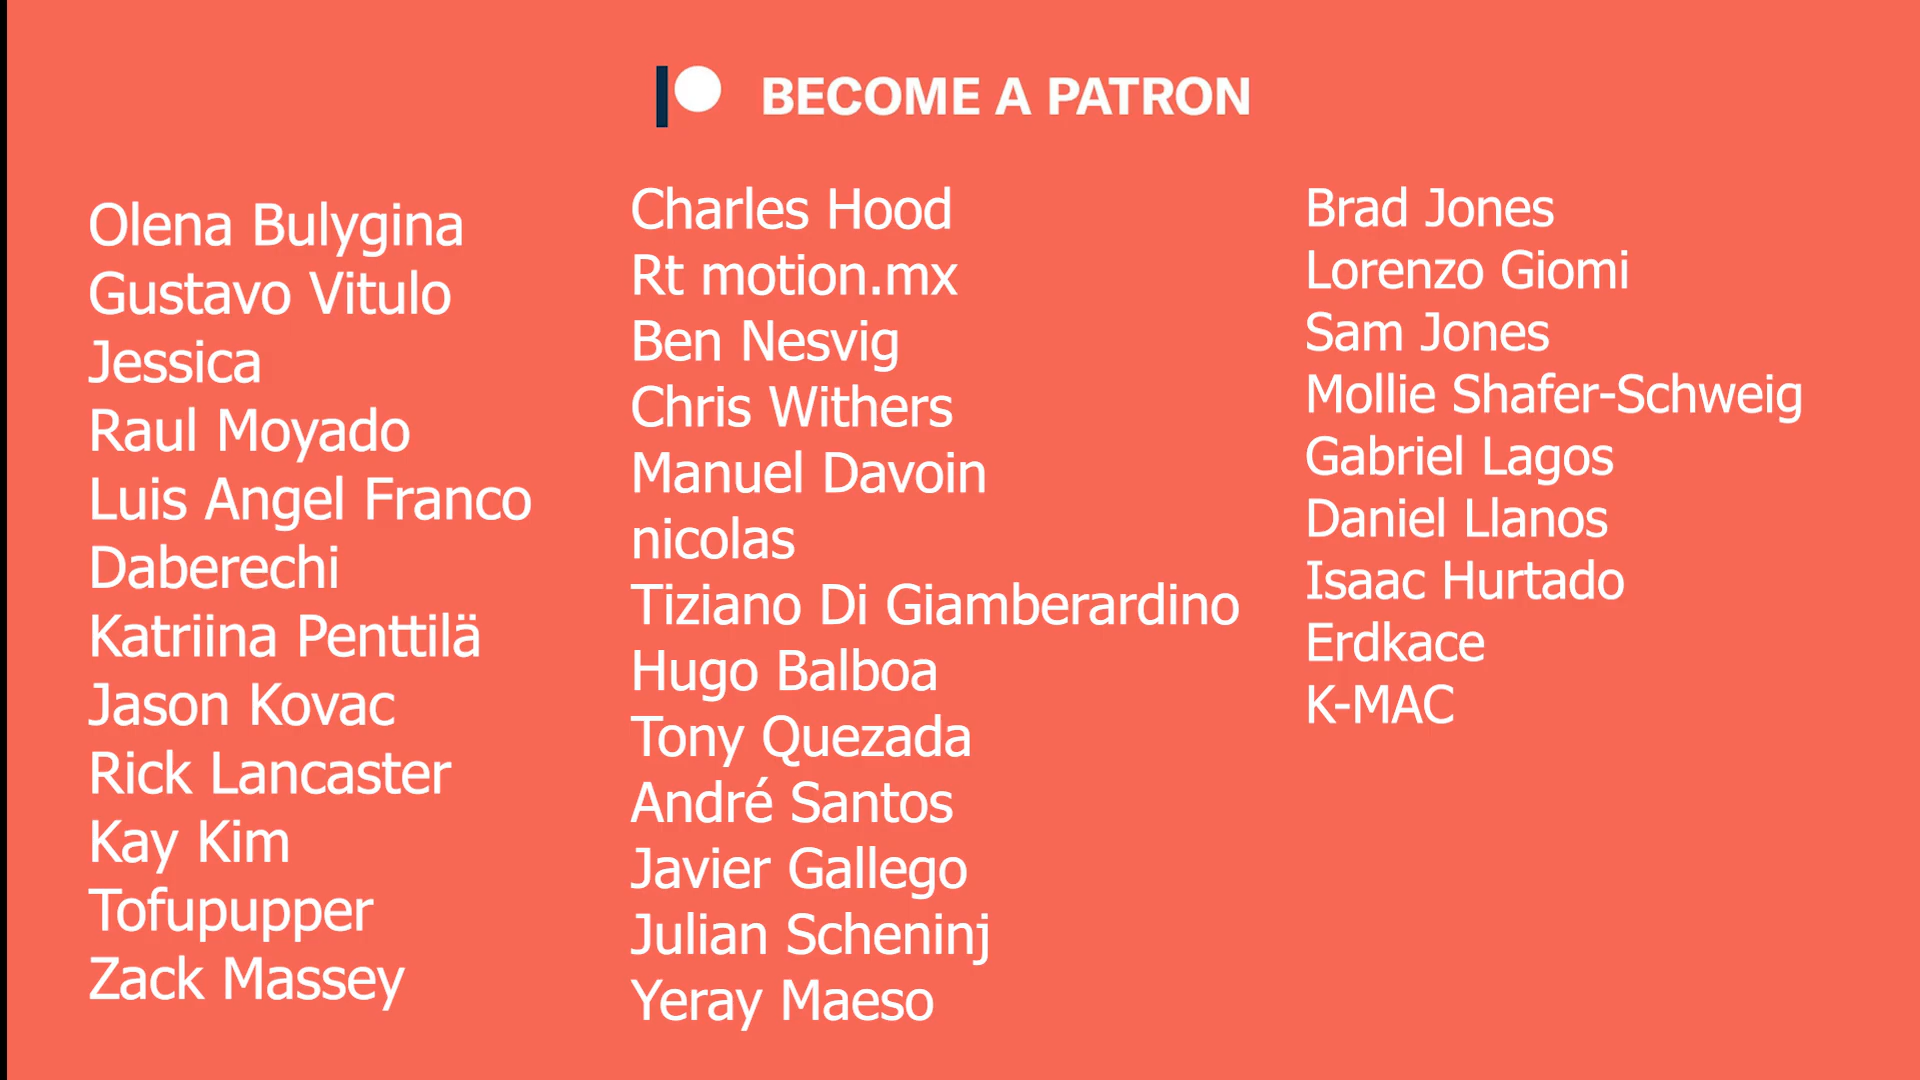 BECOME A PATRON
Olena Bulygina
Gustavo Vitulo
Jessica
Raul Moyado
Luis Angel Franco
Daberechi
Katriina Penttilä
Jason Kovac
Rick Lancaster
Kay Kim
Tofupupper
Zack Massey
Charles Hood
Rt motion.mx
Ben Nesvig
Chris Withers
Manuel Davoin
nicolas
Tiziano Di Giamberardino
Hugo Balboa
Tony Quezada
André Santos
Javier Gallego
Julian Scheninj
Yeray Maeso
Brad Jones
Lorenzo Giomi
Sam Jones
Mollie Shafer-Schweig
Gabriel Lagos
Daniel Llanos
Isaac Hurtado
Erdkace
K-MAC